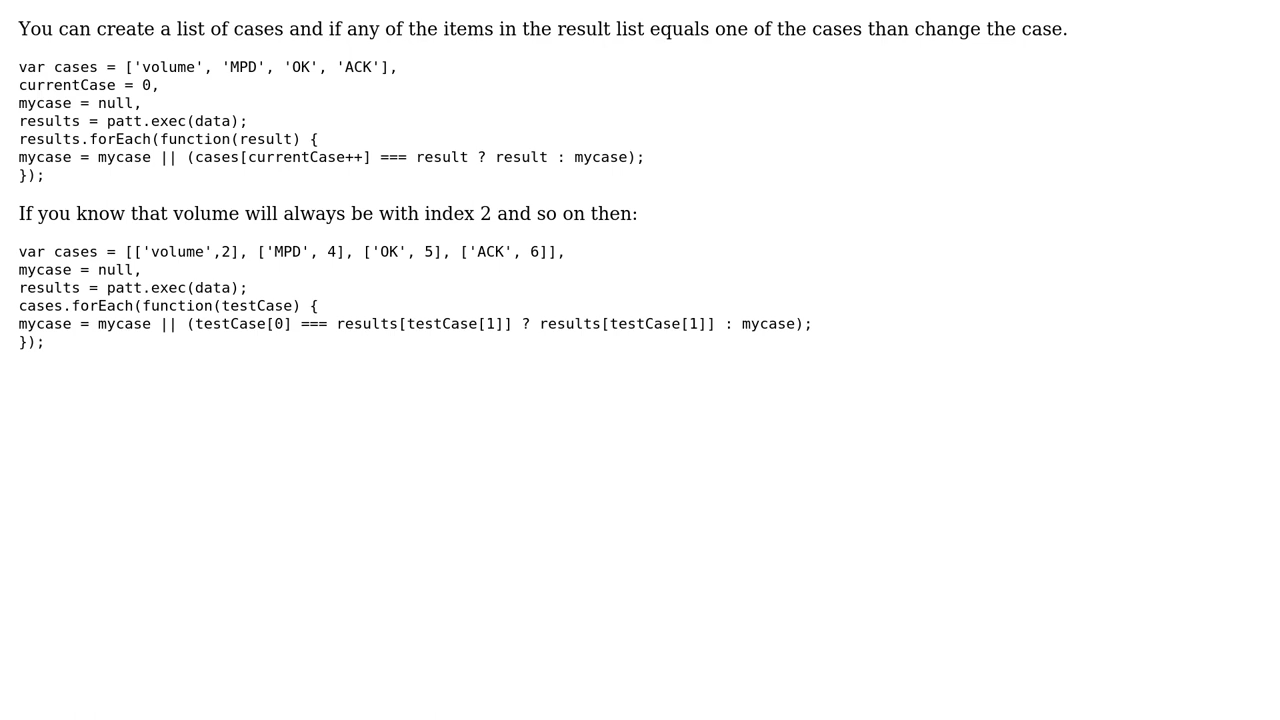 You can create a list of cases and if any of the items in the result list equals one of the cases than change the case.
var cases = ['volume', 'MPD', 'OK', 'ACK'],
currentCase = 0,
mycase = null,
results = patt.exec(data);
results.forEach(function(result) {
mycase = mycase || (cases[currentCase++] === result ? result : mycase);
});
If you know that volume will always be with index 2 and so on then:
var cases = [['volume',2], ['MPD', 4], ['OK', 5], ['ACK', 6]],
mycase = null,
results = patt.exec(data);
cases.forEach(function(testCase) {
mycase = mycase || (testCase[0] === results[testCase[1]] ? results[testCase[1]] : mycase);
});